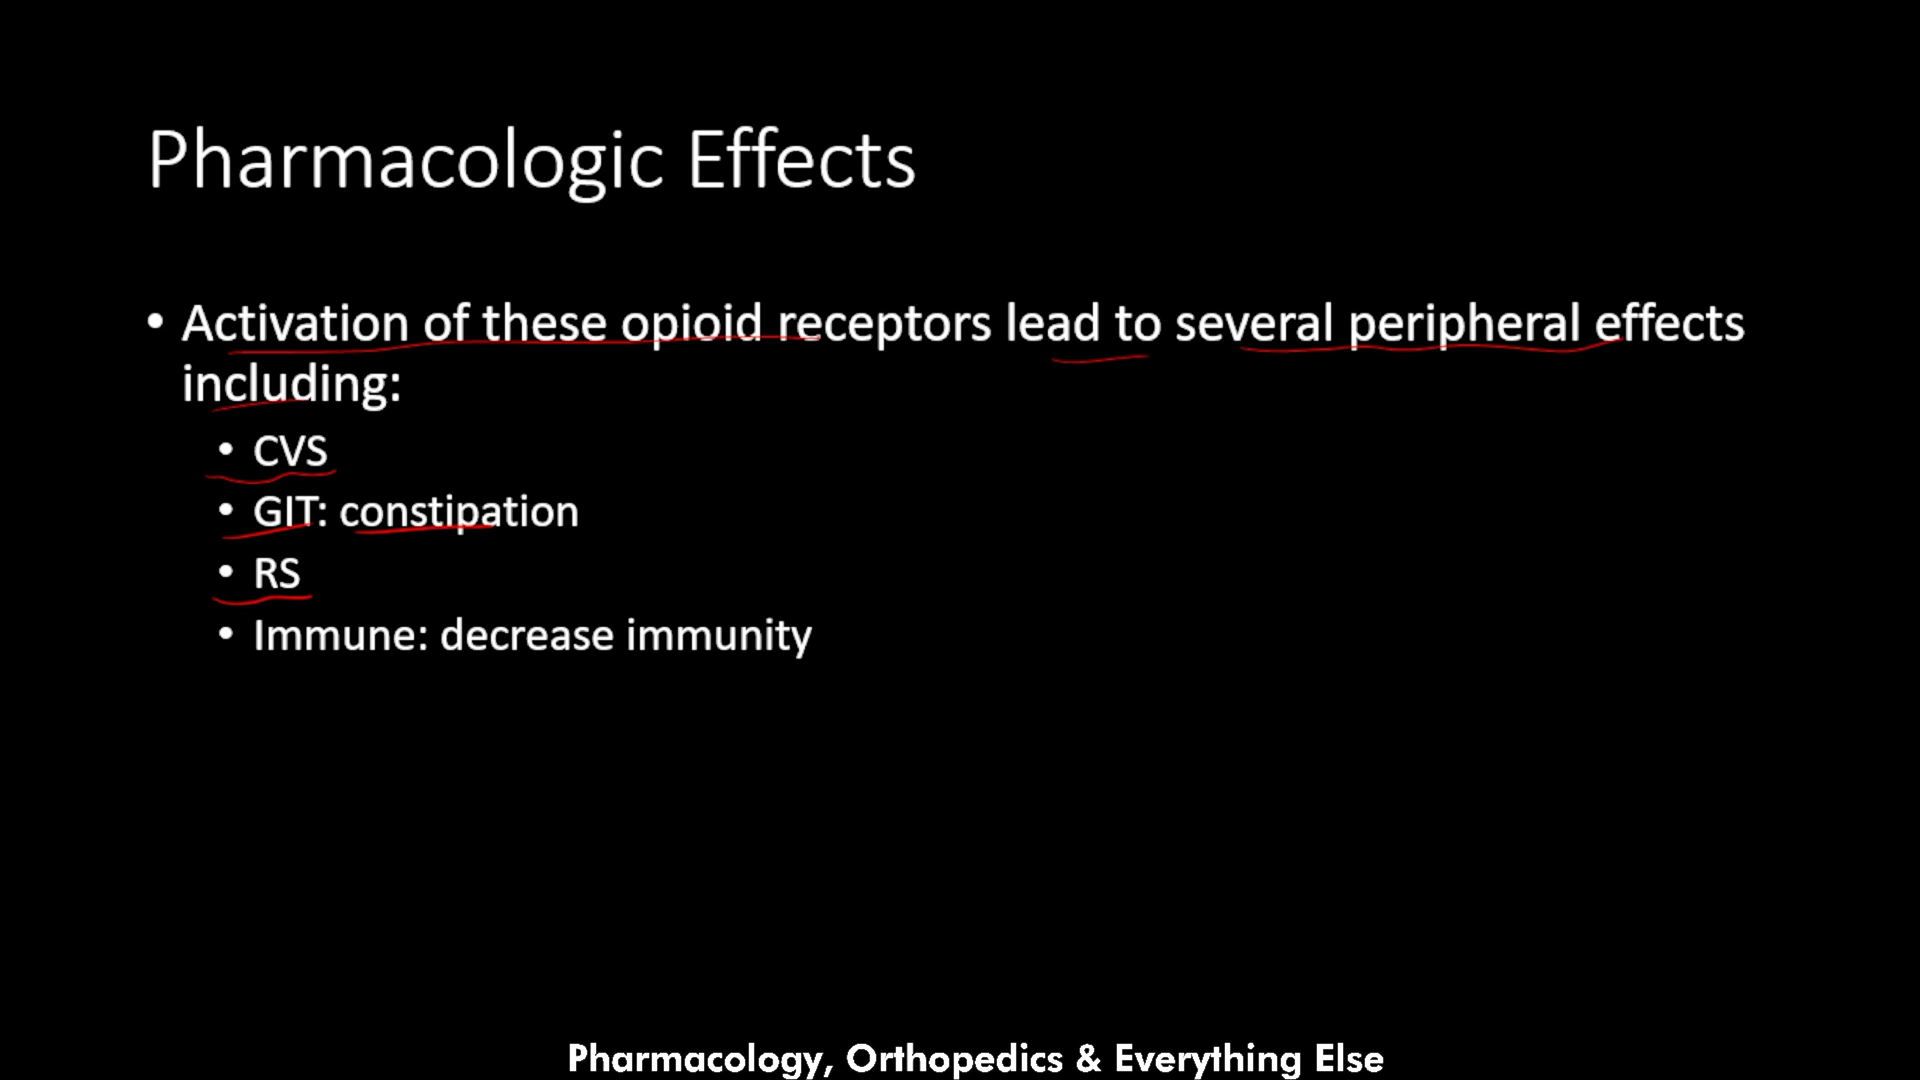 Pharmacologic Effects
• Activation of these opioid receptors lead to several peripheral effects
including:
• CVS
• GIT: constipation
• RS
• Immune: decrease immunity
Pharmacology, Orthopedics & Everything Else